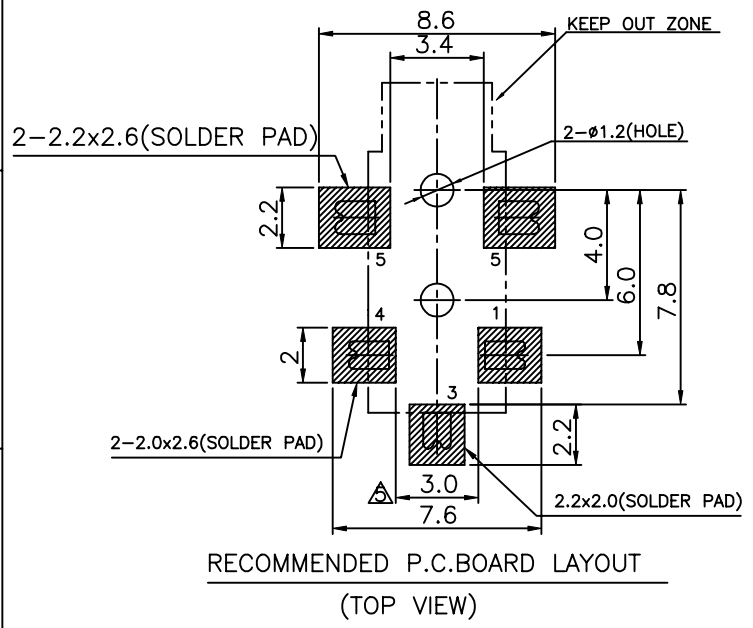 8.6
KEEP OUT ZONE
3.4
2-2.2x2.6(SOLDER PAD)
2-ø1.2(HOLE)
2.2
5
5
4.0
6.0
7.8
4
1
2
3
2-2.0x2.6(SOLDER PAD)
2.2
5
3.0
2.2x2.0(SOLDER PAD)
7.6
RECOMMENDED P.C.BOARD LAYOUT
(TOP VIEW)